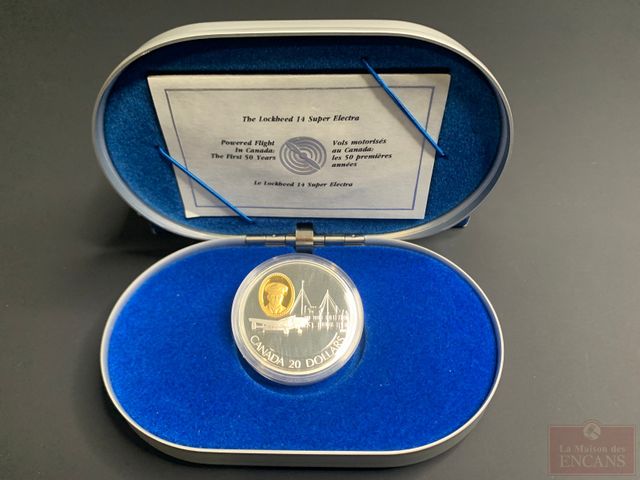 The Lockheed 14 Super Electra
Powered Flight
In Canada:
The First 50 Years
Vols motorisés
au Canada:
les 50 premières
années
Le Lockheed 14 Super Electra
CANADA 20 DOLLARS
La Maison des
ENCANS